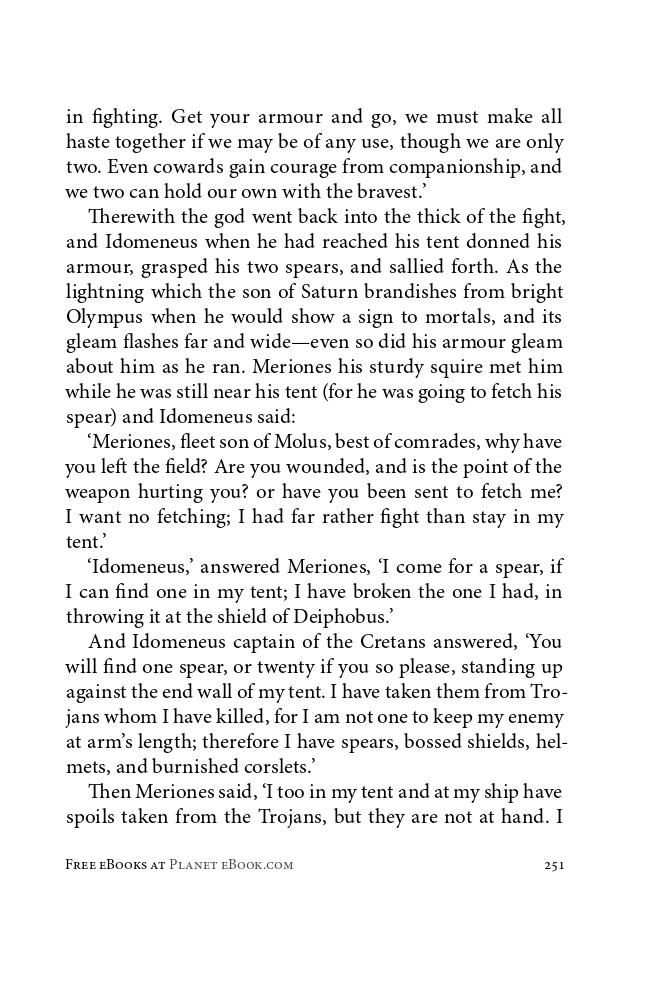 in fighting. Get your armour and go, we must make all
haste together if we may be of any use, though we are only
two. Even cowards gain courage from companionship, and
we two can hold our own with the bravest.’
Therewith the god went back into the thick of the fight,
and Idomeneus when he had reached his tent donned his
armour, grasped his two spears, and sallied forth. As the
lightning which the son of Saturn brandishes from bright
Olympus when he would show a sign to mortals, and its
gleam flashes far and wide—even so did his armour gleam
about him as he ran. Meriones his sturdy squire met him
while he was still near his tent (for he was going to fetch his
spear) and Idomeneus said:
‘Meriones, fleet son of Molus, best of comrades, why have
you left the field? Are you wounded, and is the point of the
weapon hurting you? or have you been sent to fetch me?
I want no fetching; I had far rather fight than stay in my
tent.’
‘Idomeneus,’ answered Meriones, ‘I come for a spear, if
I can find one in my tent; I have broken the one I had, in
throwing it at the shield of Deiphobus.’
And Idomeneus captain of the Cretans answered, ‘You
will find one spear, or twenty if you so please, standing up
against the end wall of my tent. I have taken them from Tro-
jans whom I have killed, for I am not one to keep my enemy
at arm’s length; therefore I have spears, bossed shields, hel-
mets, and burnished corslets.’
Then Meriones said, ‘I too in my tent and at my ship have
spoils taken from the Trojans, but they are not at hand. I
Free eBooks at Planet eBook.com 251